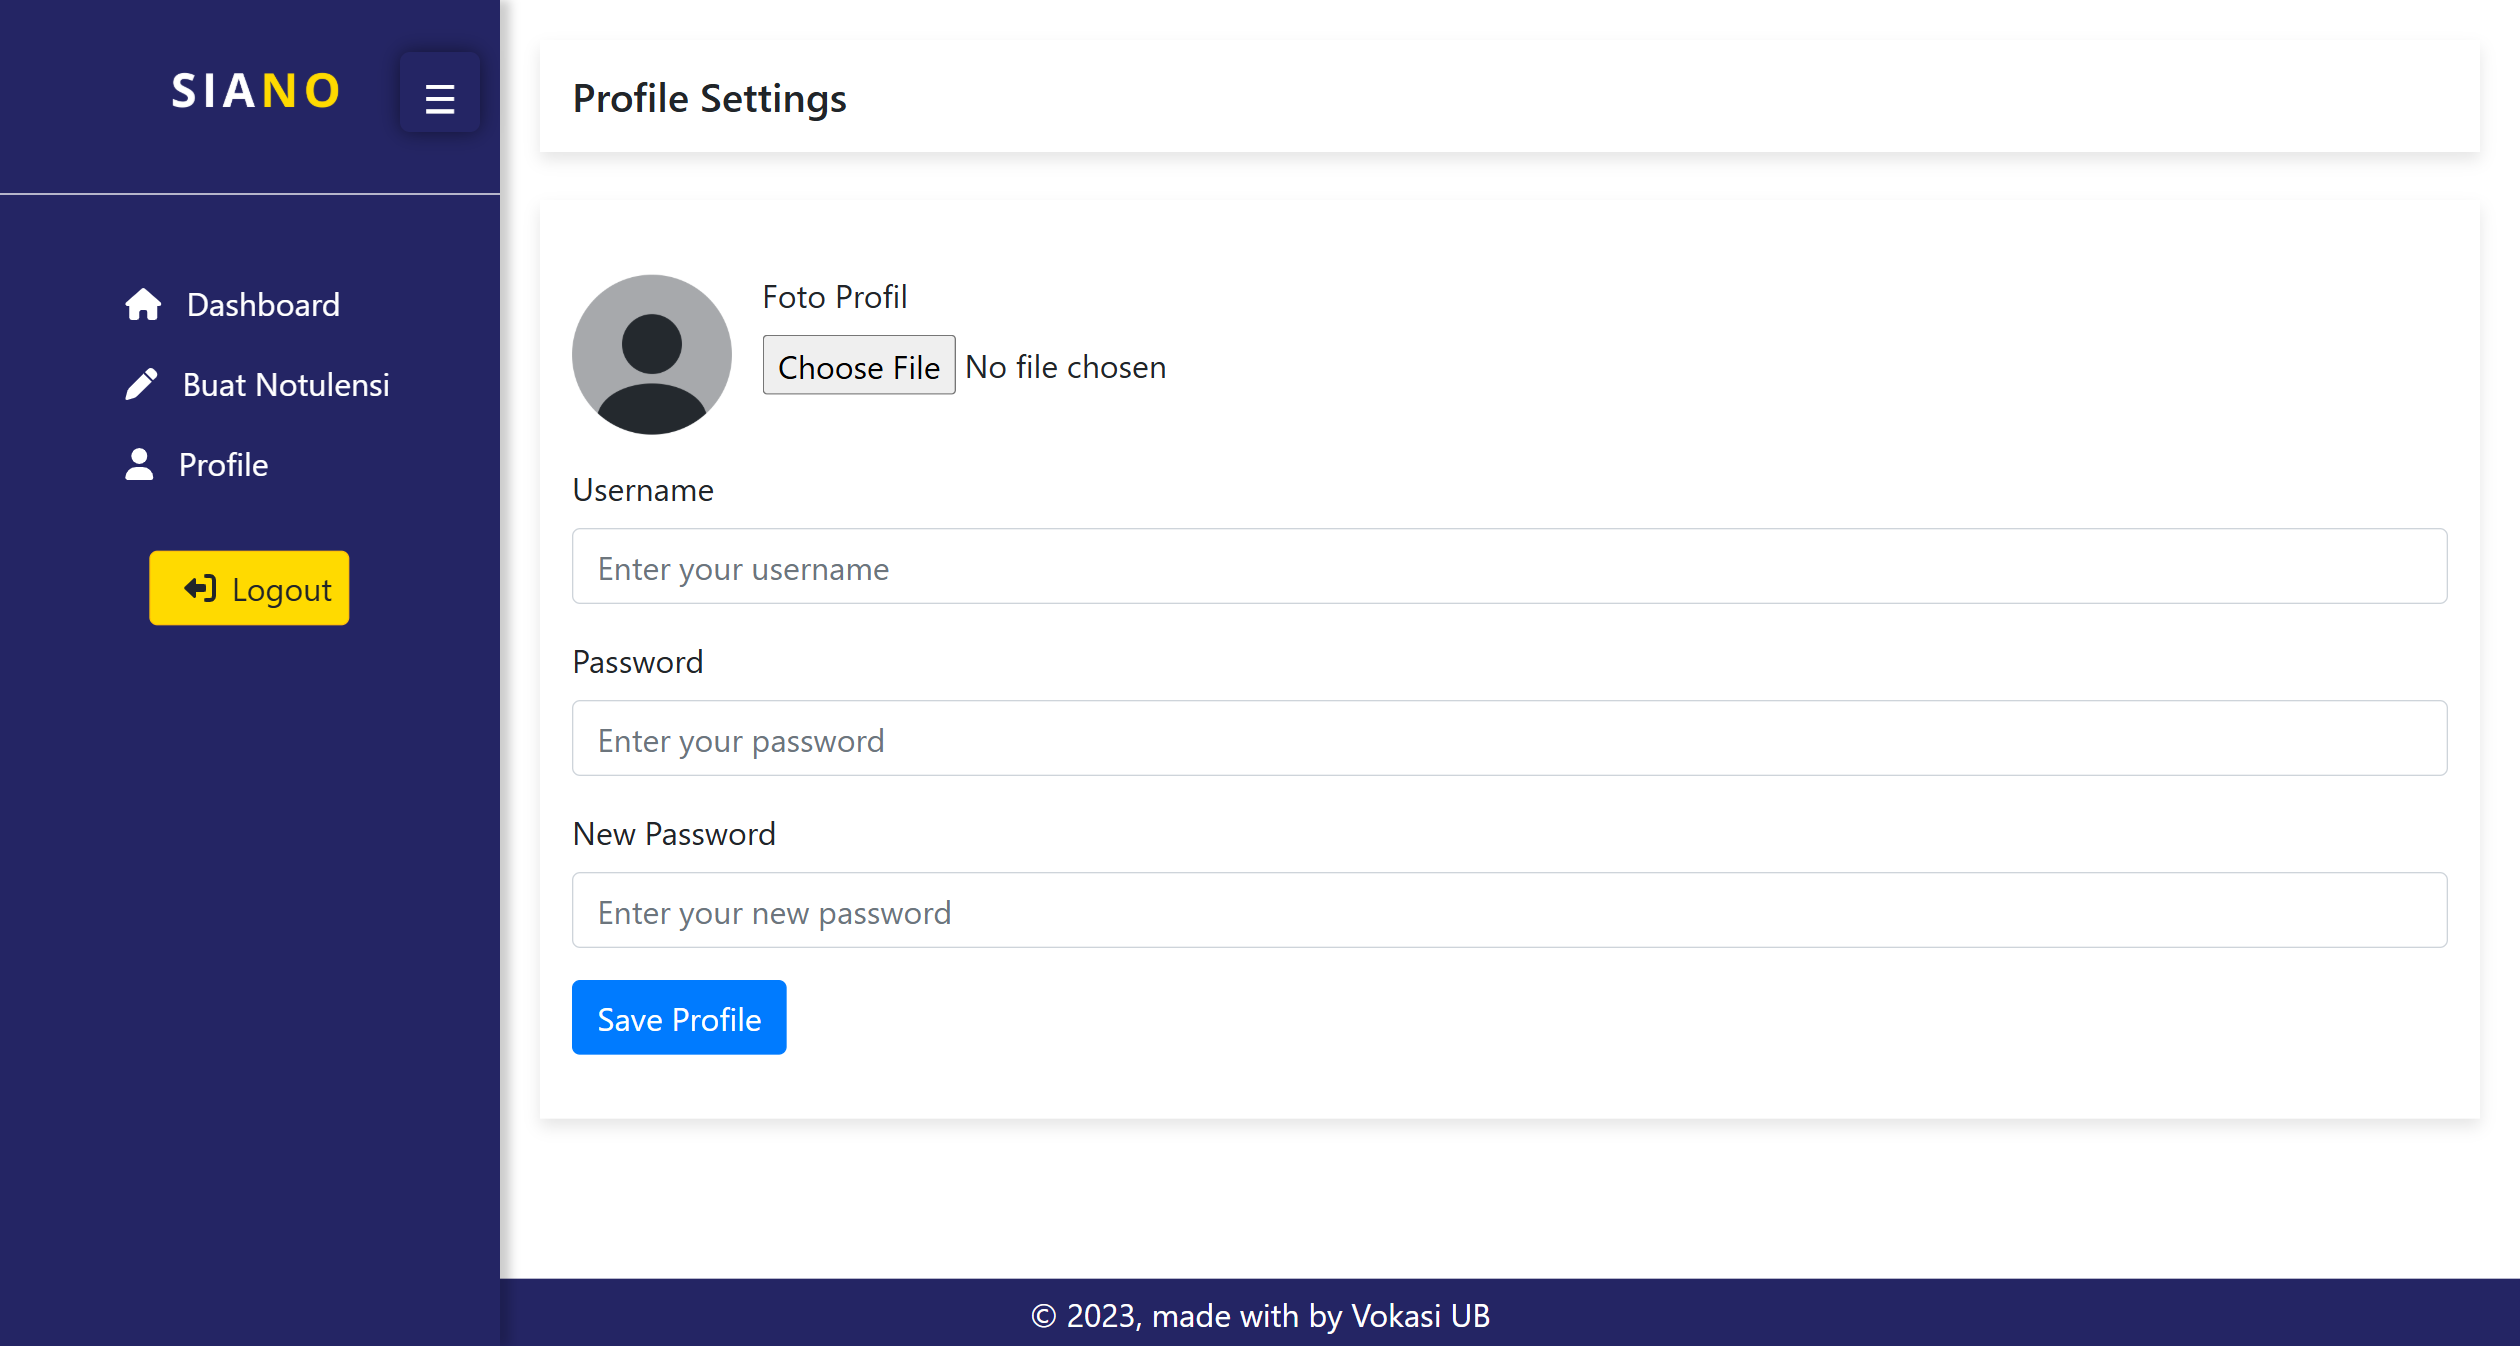 SIANO
Dashboard
Buat Notulensi
Profile
Logout
Profile Settings
Foto Profil
Choose File No file chosen
Username
Enter your username
Password
Enter your password
New Password
Enter your new password
Save Profile
© 2023, made with by Vokasi UB